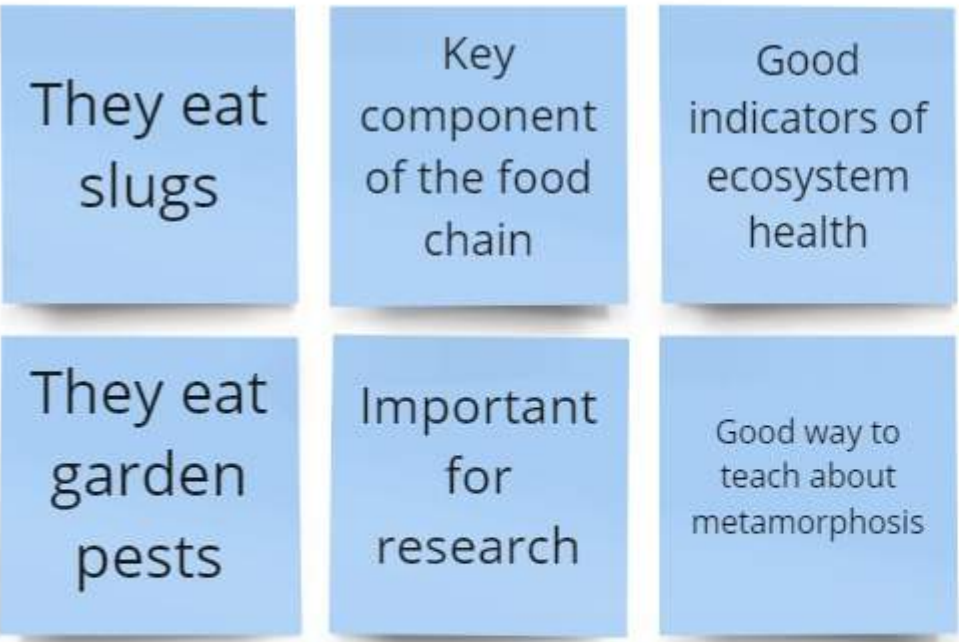 They eat
slugs
Key
component
of the food
chain
Good
indicators of
ecosystem
health
They eat
garden
pests
Important
for
research
Good way to
teach about
metamorphosis